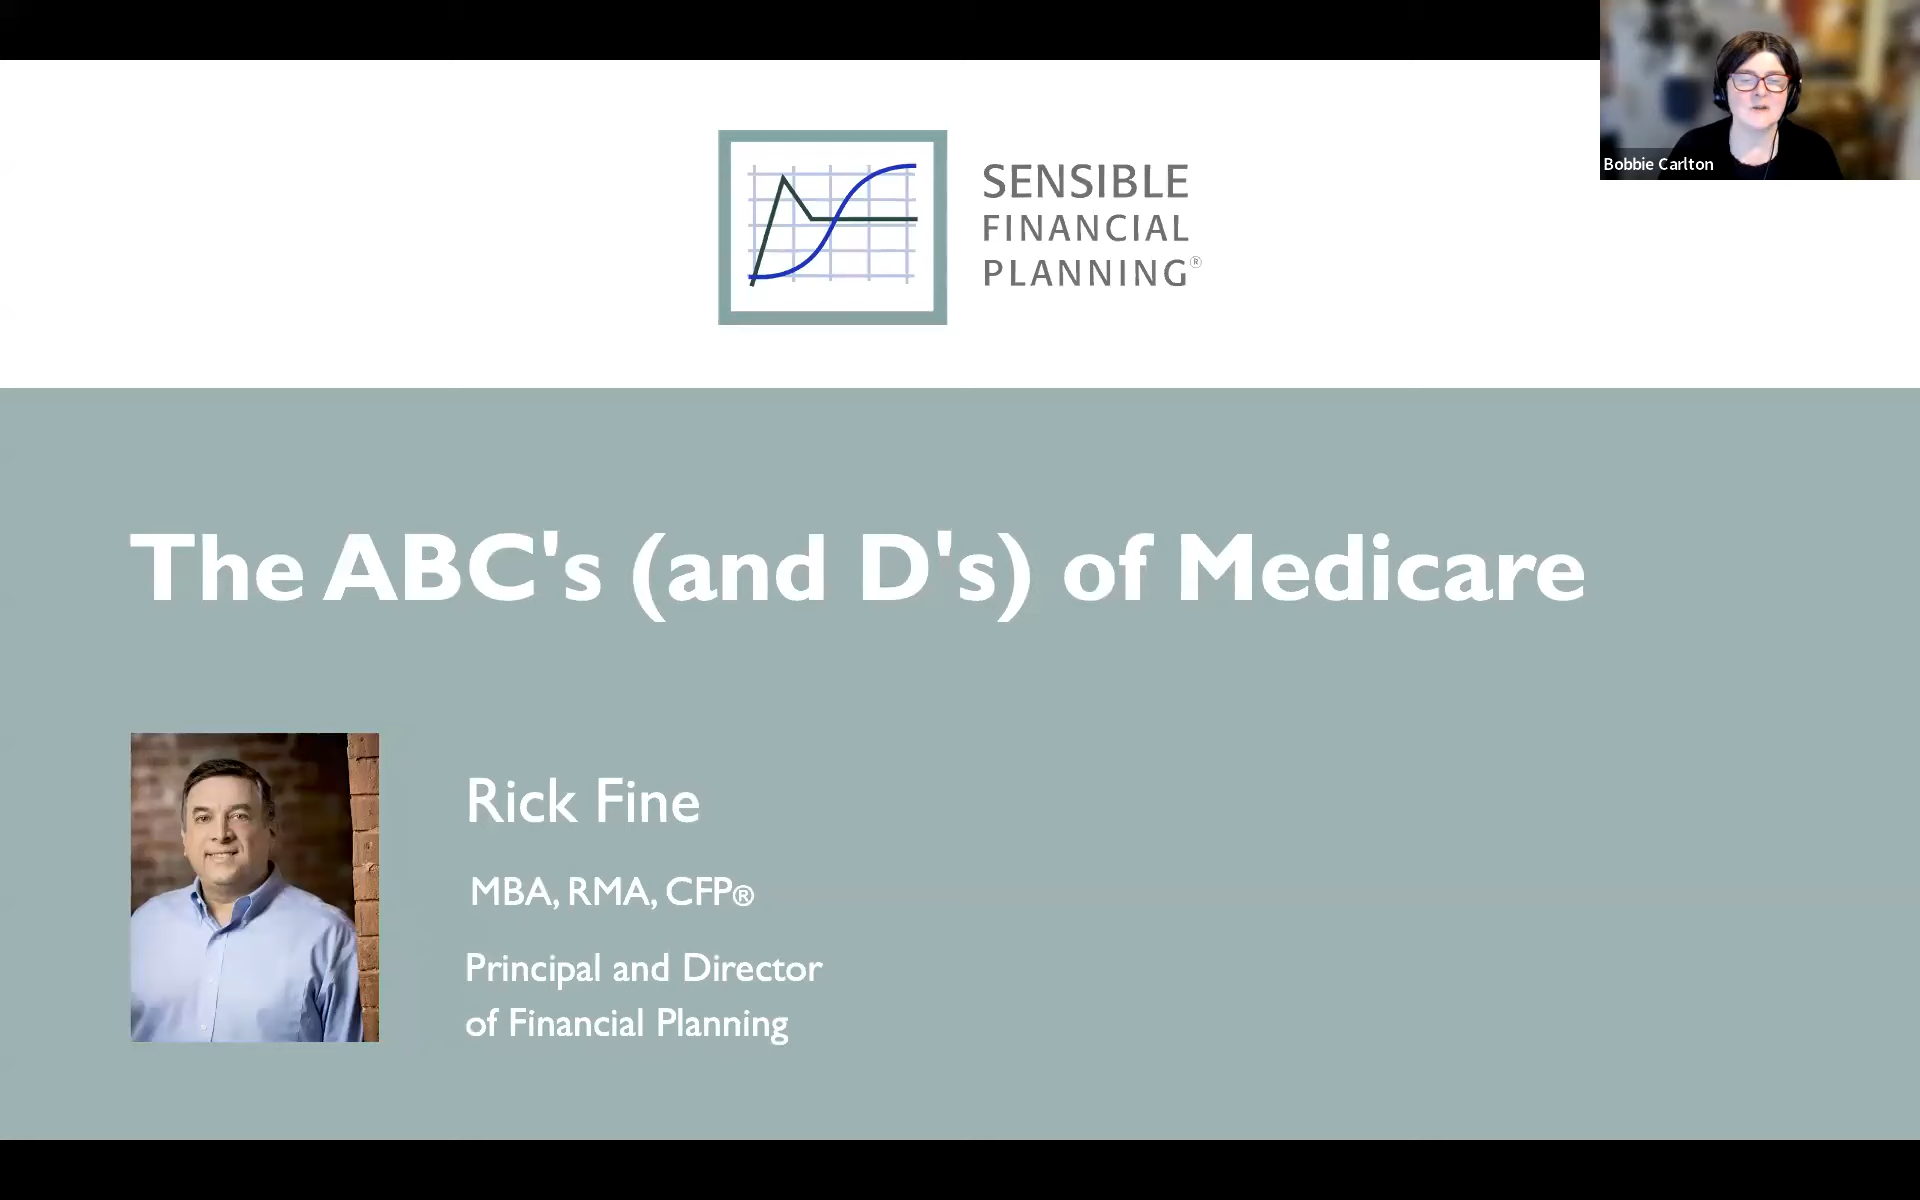 Bobbie Carlton
SENSIBLE
FINANCIAL
PLANNING®
The ABC's (and D's) of Medicare
Rick Fine
MBA, RMA, CFP®
Principal and Director
of Financial Planning